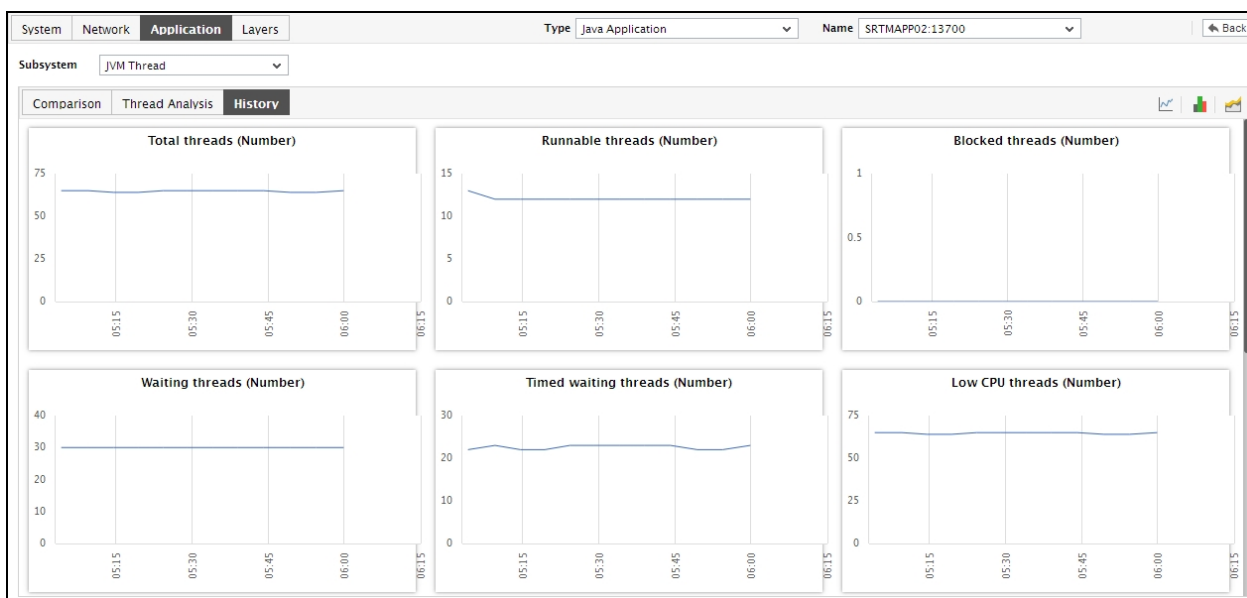 System Network Application Layers Type Java Application Name SRTMAPP02:13700 Back
Subsystem JVM Thread
Comparison Thread Analysis History
Total threads (Number)
75
50
25
0
05:15 05:30 05:45 06:00 06:15
Runnable threads (Number)
15
10
5
0
05:15 05:30 05:45 06:00 06:15
Blocked threads (Number)
1
0.5
0
05:15 05:30 05:45 06:00 06:15
Waiting threads (Number)
40
30
20
10
0
05:15 05:30 05:45 06:00 06:15
Timed waiting threads (Number)
30
20
10
0
05:15 05:30 05:45 06:00 06:15
Low CPU threads (Number)
75
50
25
0
05:15 05:30 05:45 06:00 06:15